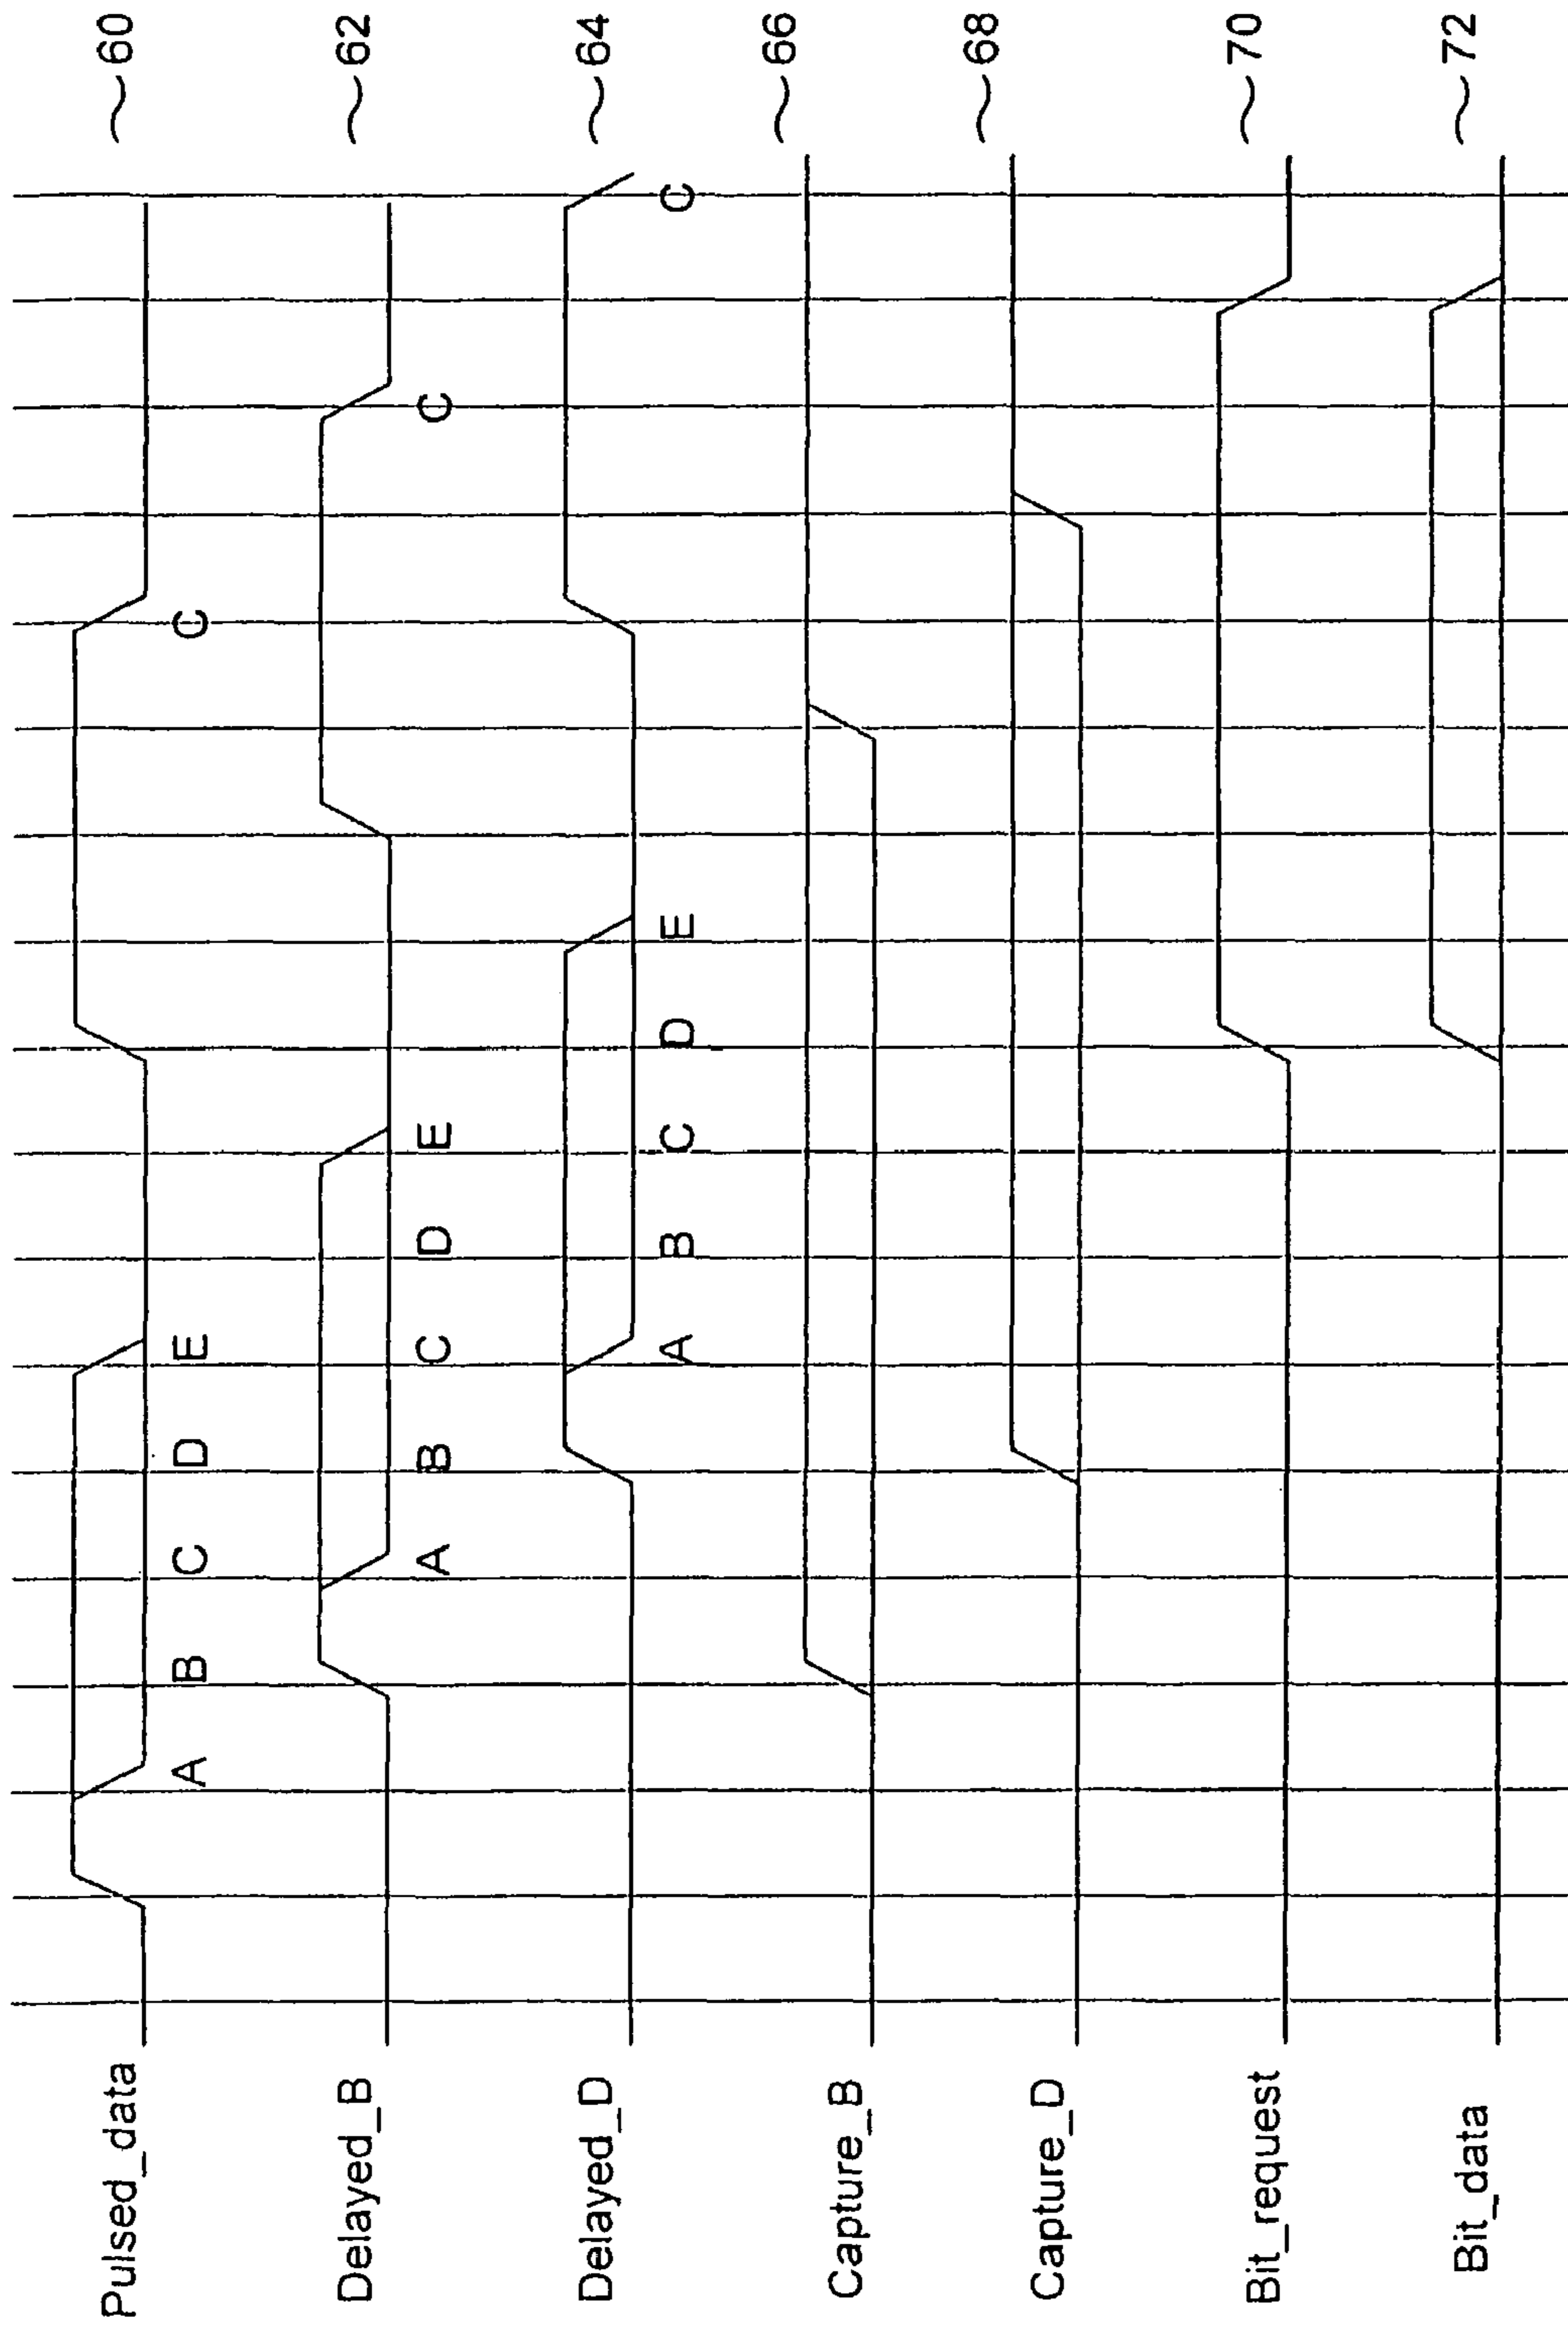 Pulsed_data A B C D E C ~60
Delayed_B A B C D E C ~62
Delayed_D A B C D E C ~64
Capture_B ~66
Capture_D ~68
Bit_request ~70
Bit_data ~72